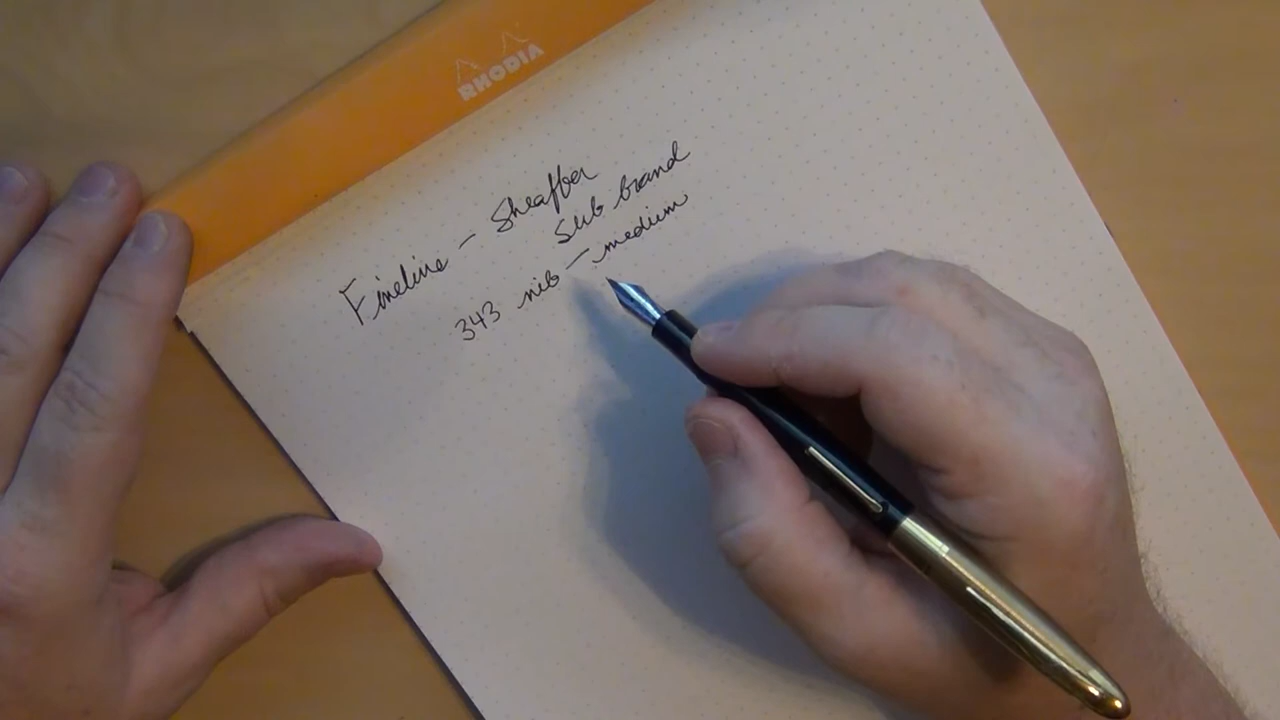 RHODIA
Fineline - Sheaffer
Sub brand
343 nib - medium